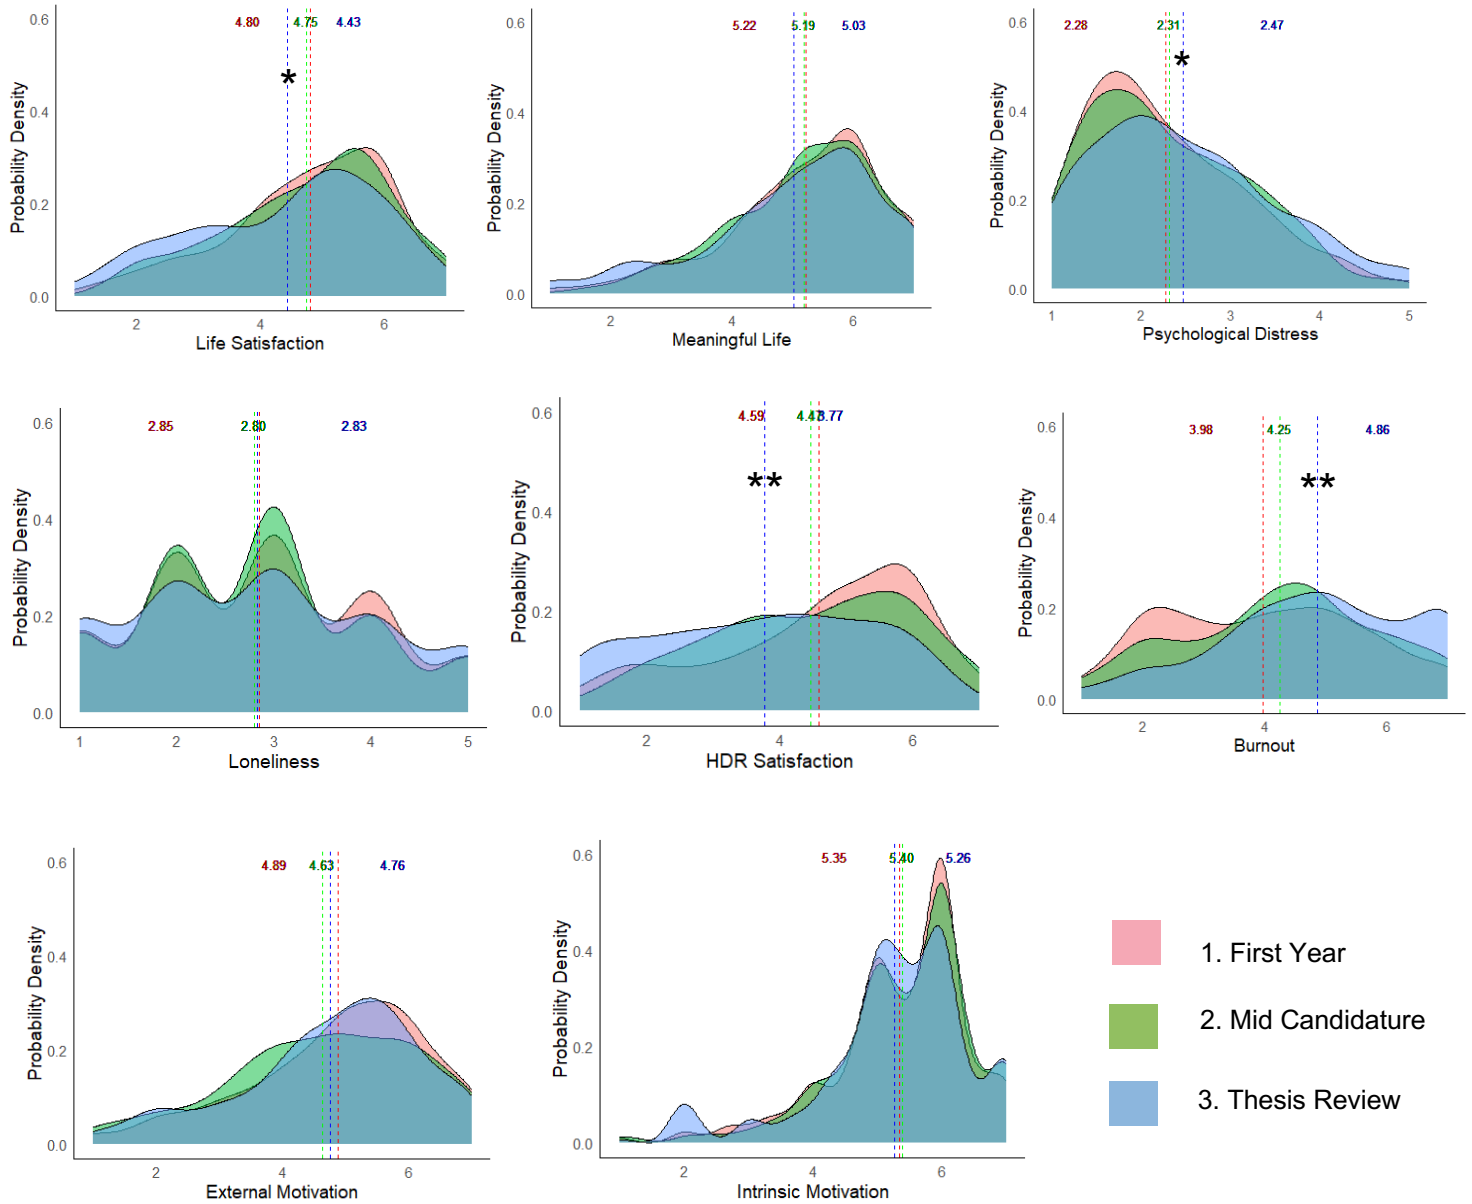 4.80 4.75 4.43
*
0.6
0.4
0.2
0.0
Probability Density
2 4 6
Life Satisfaction
5.22 5.19 5.03
0.6
0.4
0.2
0.0
Probability Density
2 4 6
Meaningful Life
2.28 2.31 2.47
*
0.6
0.4
0.2
0.0
Probability Density
1 2 3 4 5
Psychological Distress
2.85 2.80 2.83
0.6
0.4
0.2
0.0
Probability Density
1 2 3 4 5
Loneliness
4.59 4.47 3.77
**
0.6
0.4
0.2
0.0
Probability Density
2 4 6
HDR Satisfaction
3.98 4.25 4.86
**
0.6
0.4
0.2
0.0
Probability Density
2 4 6
Burnout
4.89 4.63 4.76
0.6
0.4
0.2
0.0
Probability Density
2 4 6
External Motivation
5.35 5.40 5.26
0.6
0.4
0.2
0.0
Probability Density
2 4 6
Intrinsic Motivation
1. First Year
2. Mid Candidature
3. Thesis Review